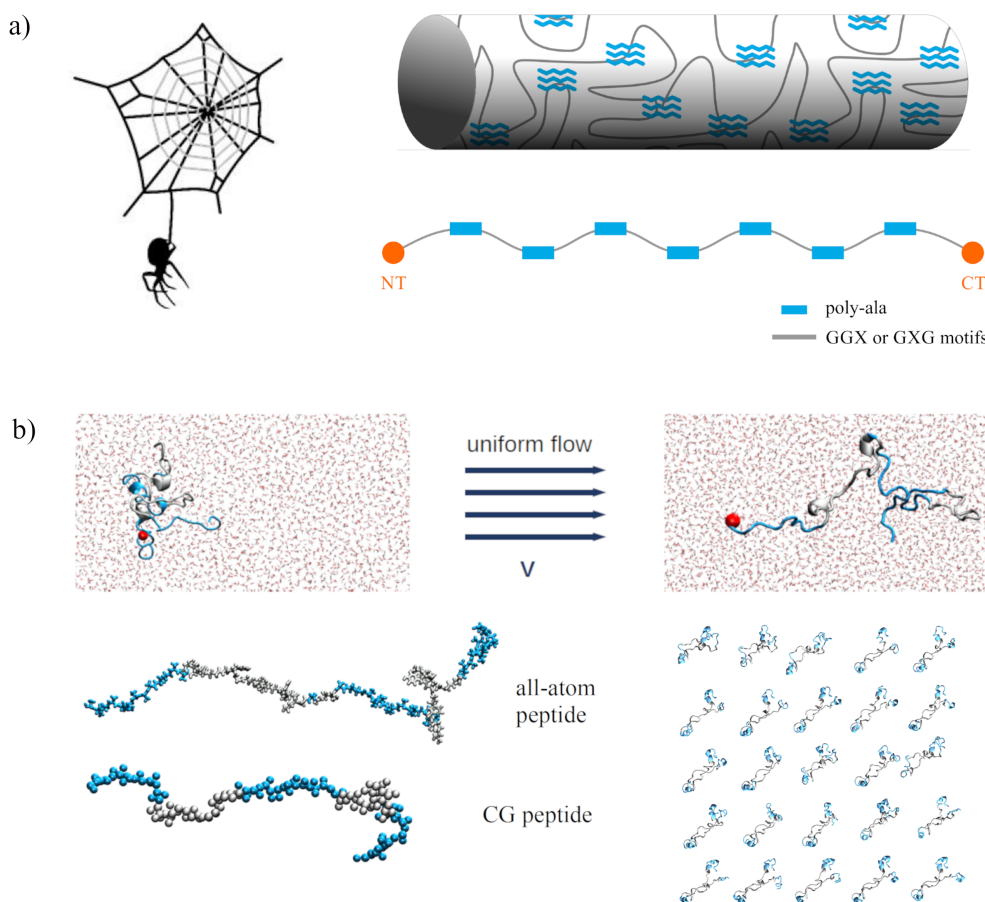 a)
NT
CT
poly-ala
GGX or GXG motifs
b)
uniform flow
v
all-atom
peptide
CG peptide